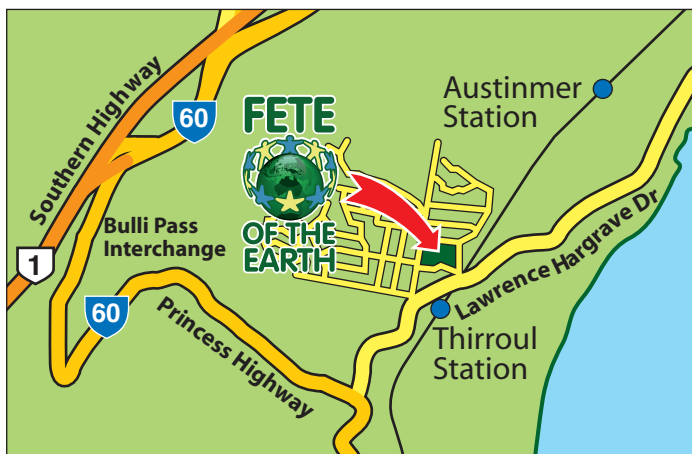 Southern Highway
60
FETE
OF THE
EARTH
Austinmer
Station
Bulli Pass
Interchange
1
60
Princess Highway
Lawrence Hargrave Dr
Thirroul
Station